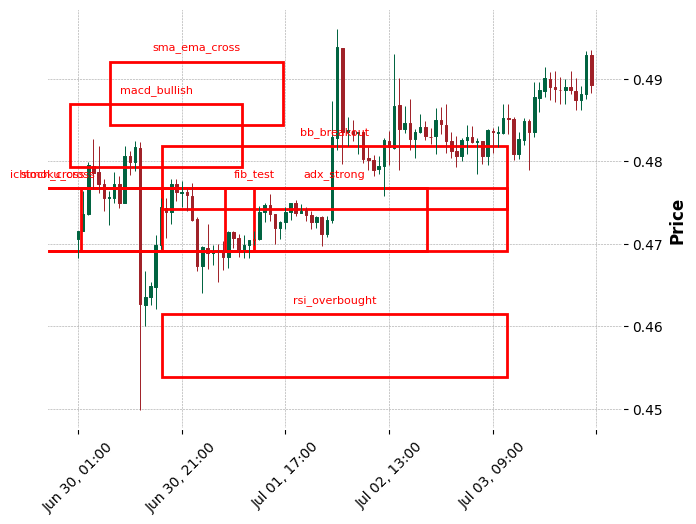 sma_ema_cross
macd_bullish
bb_breakout
fib_test
adx_strong
rsi_overbought
0.49
0.48
0.47
0.46
0.45
Price
Jun 30, 01:00
Jun 30, 21:00
Jul 01, 17:00
Jul 02, 13:00
Jul 03, 09:00